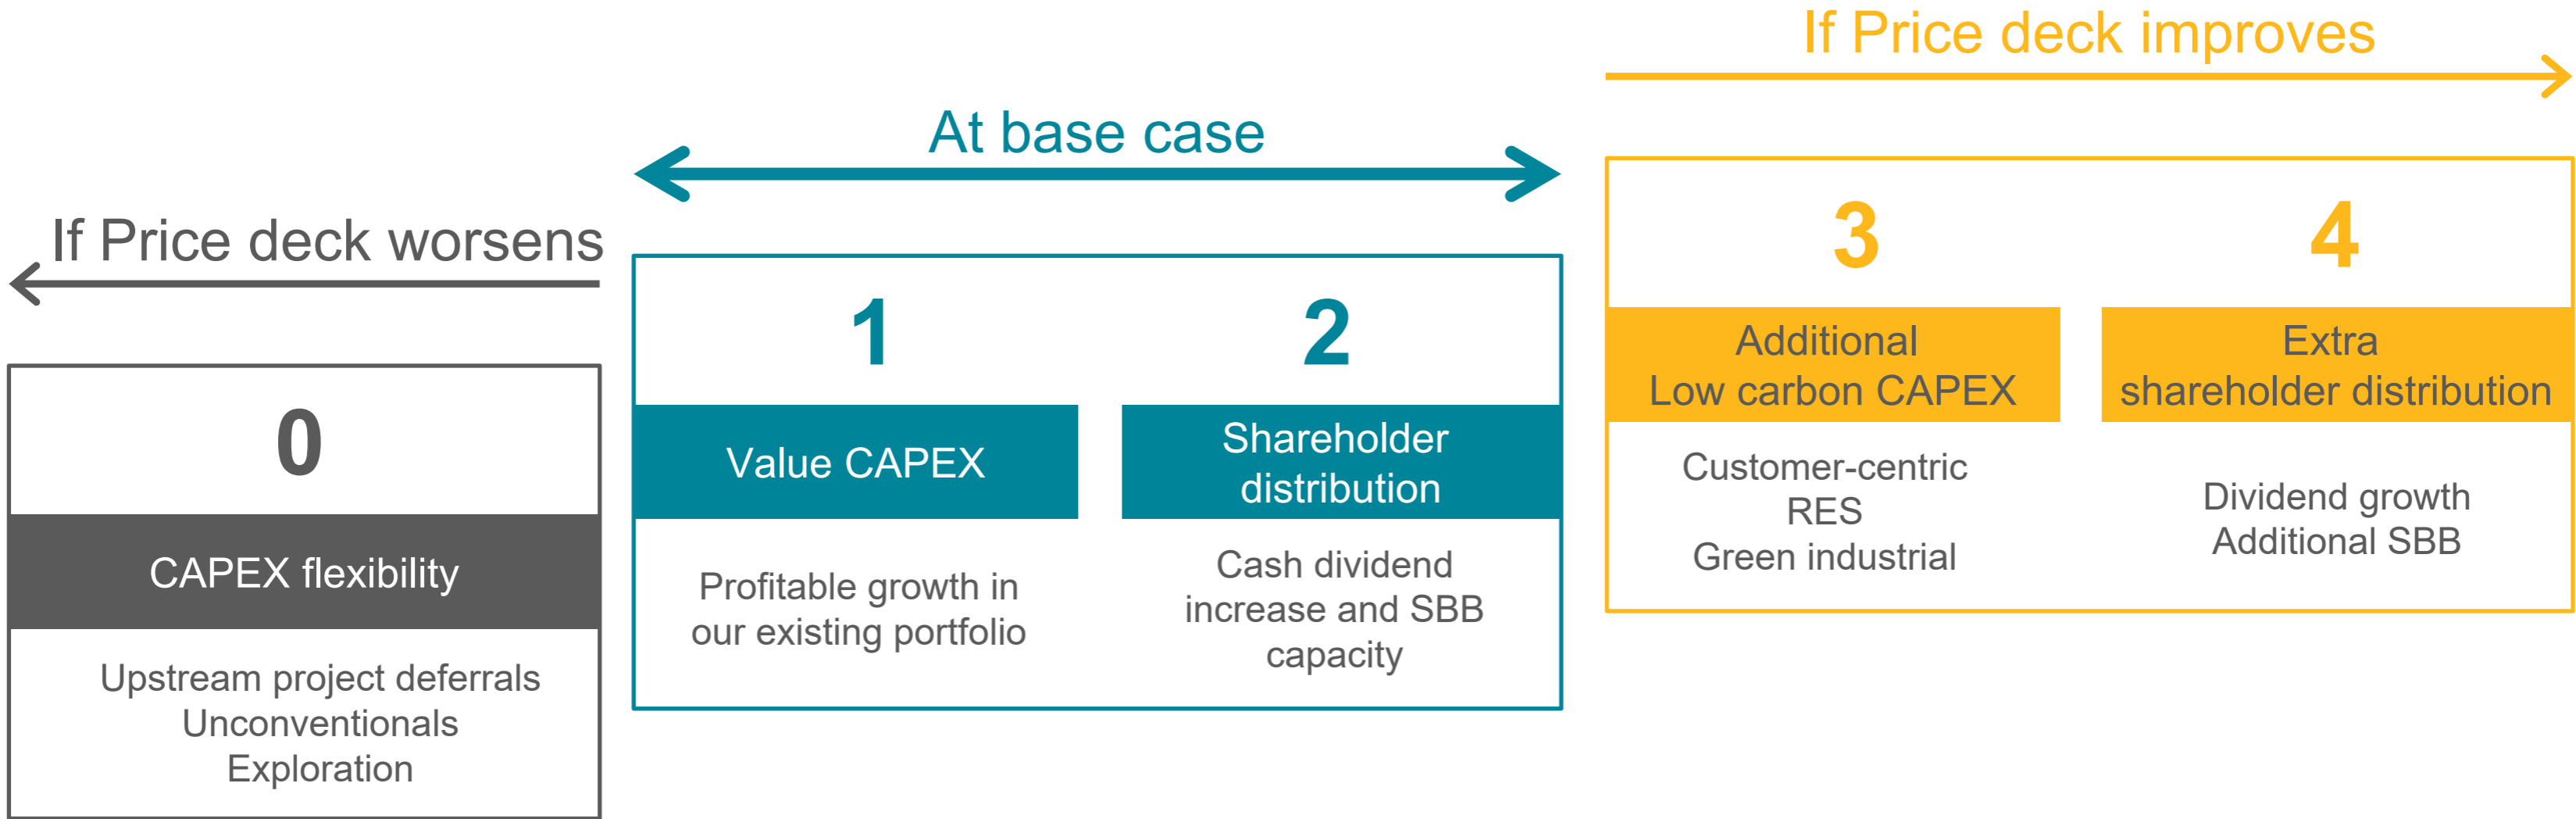 If Price deck worsens
0
CAPEX flexibility
Upstream project deferrals
Unconventionals
Exploration
At base case
1
Value CAPEX
Profitable growth in
our existing portfolio
2
Shareholder
distribution
Cash dividend
increase and SBB
capacity
If Price deck improves
3
Additional
Low carbon CAPEX
Customer-centric
RES
Green industrial
4
Extra
shareholder distribution
Dividend growth
Additional SBB